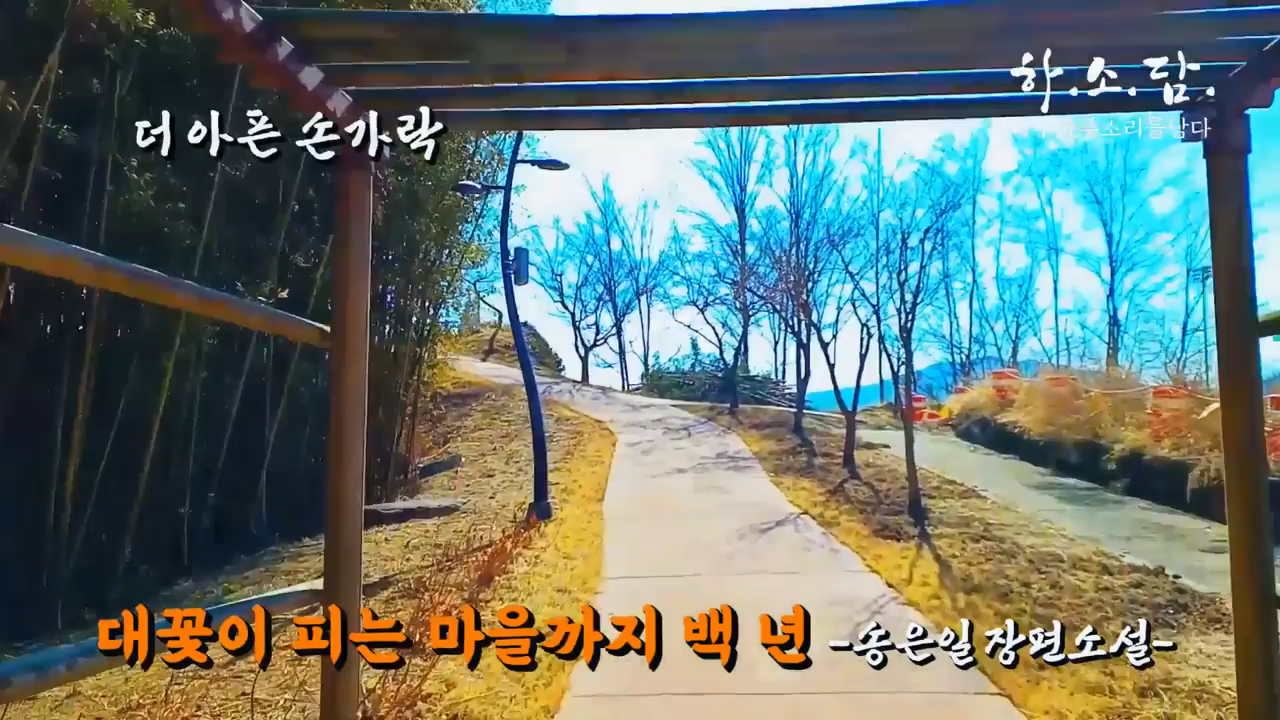 더 아픈 손가락
하.소.담.
소리를담다
대꽃이 피는 마을까지 백 년 -송은일 장편소설-